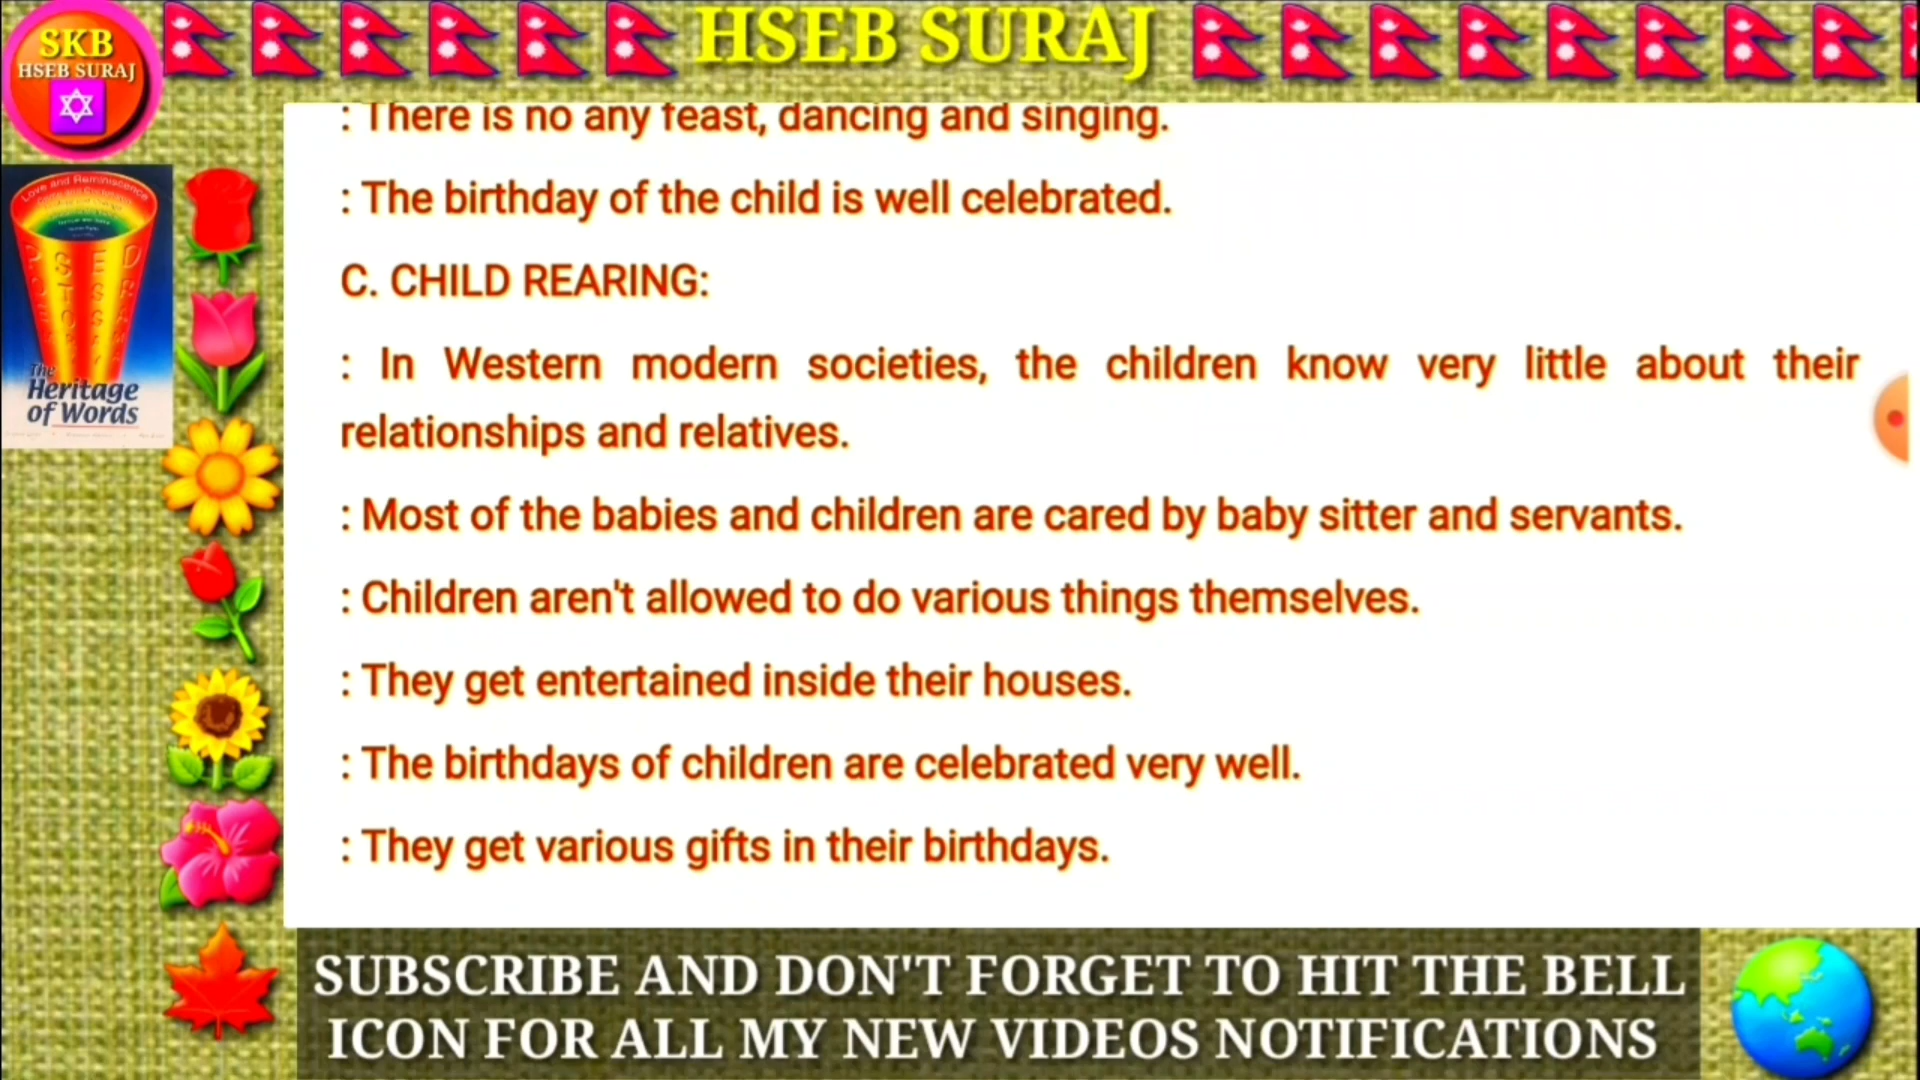 SKB
HSEB SURAJ
HSEB SURAJ
: There is no any feast, dancing and singing.
: The birthday of the child is well celebrated.
C. CHILD REARING:
: In Western modern societies, the children know very little about their
relationships and relatives.
: Most of the babies and children are cared by baby sitter and servants.
: Children aren't allowed to do various things themselves.
: They get entertained inside their houses.
: The birthdays of children are celebrated very well.
: They get various gifts in their birthdays.
Love and Reminiscence
The
Heritage
of Words
SUBSCRIBE AND DON'T FORGET TO HIT THE BELL
ICON FOR ALL MY NEW VIDEOS NOTIFICATIONS